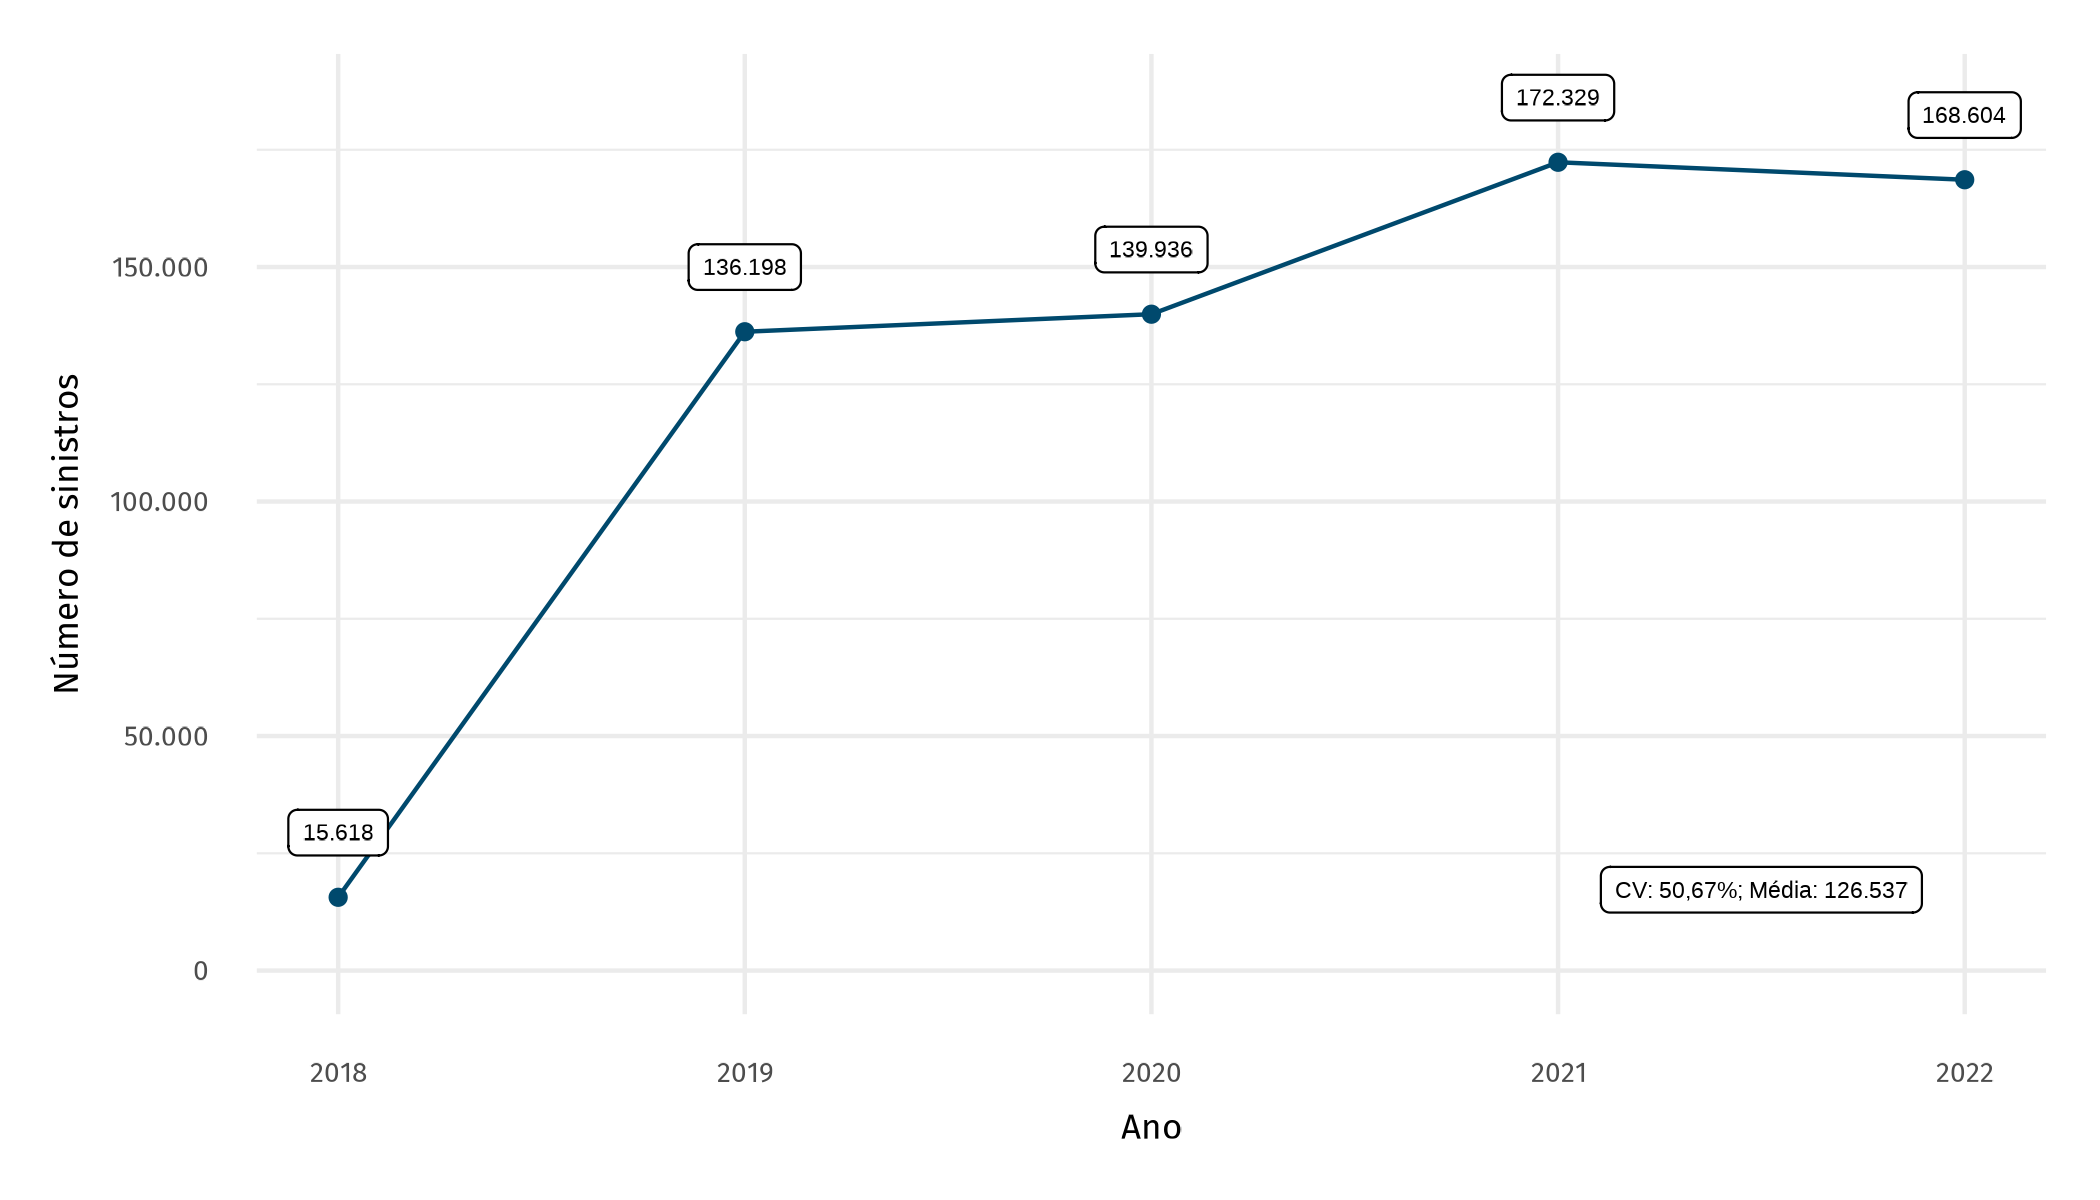 172.329
168.604
139.936
136.198
15.618
CV: 50,67%; Média: 126.537
150.000
100.000
50.000
0
Número de sinistros
2018 2019 2020 2021 2022
Ano